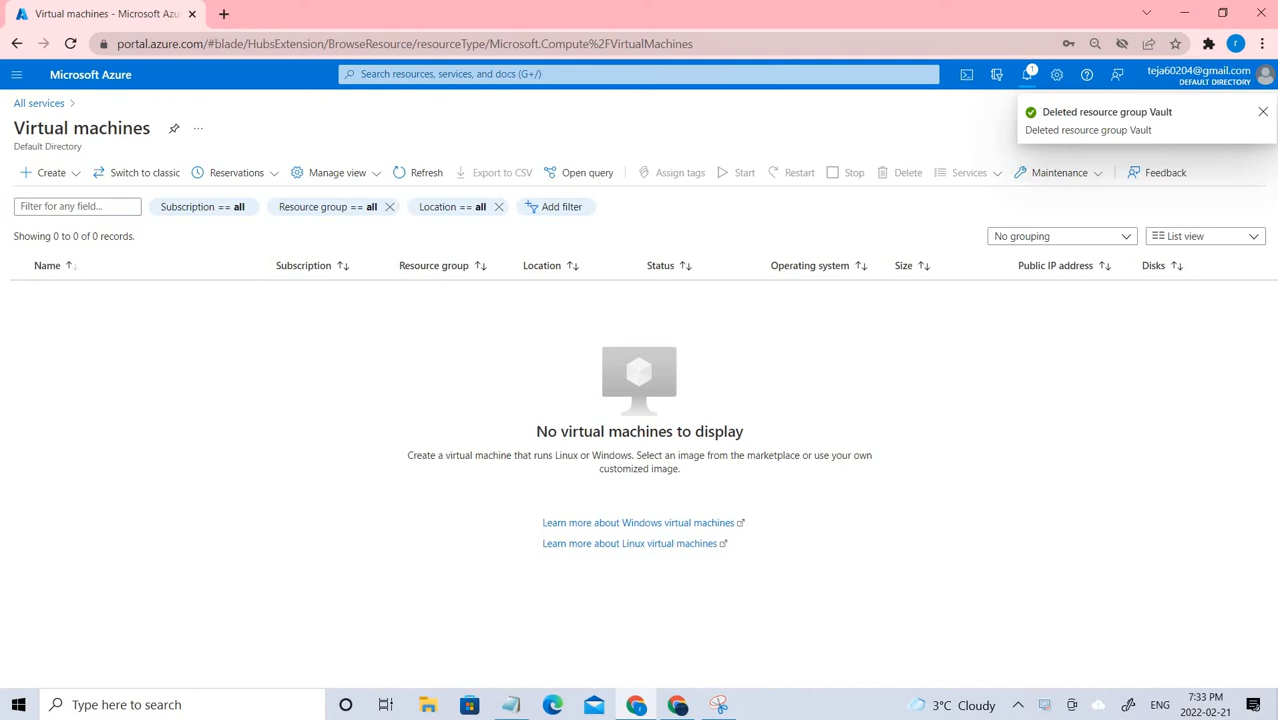 Virtual machines - Microsoft Azu
portal.azure.com/#blade/HubsExtension/BrowseResource/resourceType/Microsoft.Compute%2FVirtualMachines
Microsoft Azure
Search resources, services, and docs (G+/)
1
teja60204@gmail.com
DEFAULT DIRECTORY
r
All services
Deleted resource group Vault
Deleted resource group Vault
Virtual machines
Default Directory
Create
Switch to classic
Reservations
Manage view
Refresh
Export to CSV
Open query
Assign tags
Start
Restart
Stop
Delete
Services
Maintenance
Feedback
Filter for any field...
Subscription == all
Resource group == all
Location == all
Add filter
Showing 0 to 0 of 0 records.
No grouping
List view
Name
Subscription
Resource group
Location
Status
Operating system
Size
Public IP address
Disks
No virtual machines to display
Create a virtual machine that runs Linux or Windows. Select an image from the marketplace or use your own
customized image.
Learn more about Windows virtual machines
Learn more about Linux virtual machines
Type here to search
3°C Cloudy
ENG
7:33 PM
2022-02-21